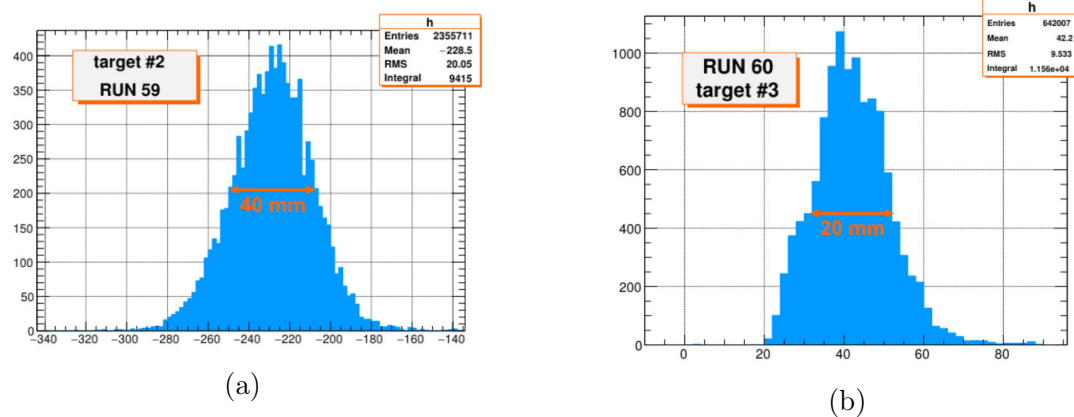 h
Entries 2355711
Mean −228.5
RMS 20.05
Integral 9415
target #2
RUN 59
400
350
300
250
200
150
100
50
0
40 mm
−340 −320 −300 −280 −260 −240 −220 −200 −180 −160 −140
(a)
h
Entries 642007
Mean 42.2
RMS 9.533
Integral 1.156e+04
RUN 60
target #3
1000
800
600
400
200
0
20 mm
0 20 40 60 80
(b)